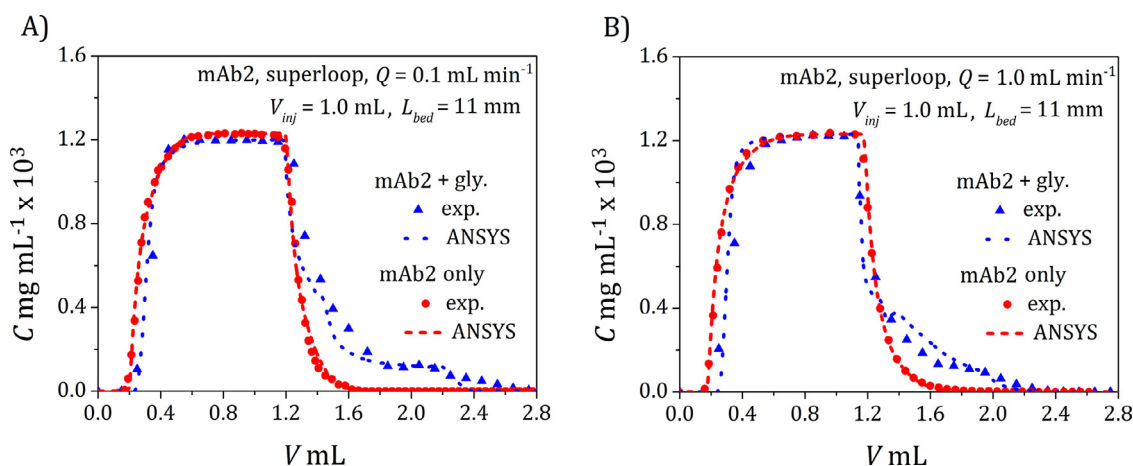 A)
mAb2, superloop, Q = 0.1 mL min⁻¹
V_inj = 1.0 mL, L_bed = 11 mm
mAb2 + gly.
exp.
ANSYS
mAb2 only
exp.
ANSYS
C mg mL⁻¹ x 10³
1.6
1.2
0.8
0.4
0.0
0.0 0.4 0.8 1.2 1.6 2.0 2.4 2.8
V mL
B)
mAb2, superloop, Q = 1.0 mL min⁻¹
V_inj = 1.0 mL, L_bed = 11 mm
mAb2 + gly.
exp.
ANSYS
mAb2 only
exp.
ANSYS
C mg mL⁻¹ x 10³
1.6
1.2
0.8
0.4
0.0
0.0 0.4 0.8 1.2 1.6 2.0 2.4 2.8
V mL